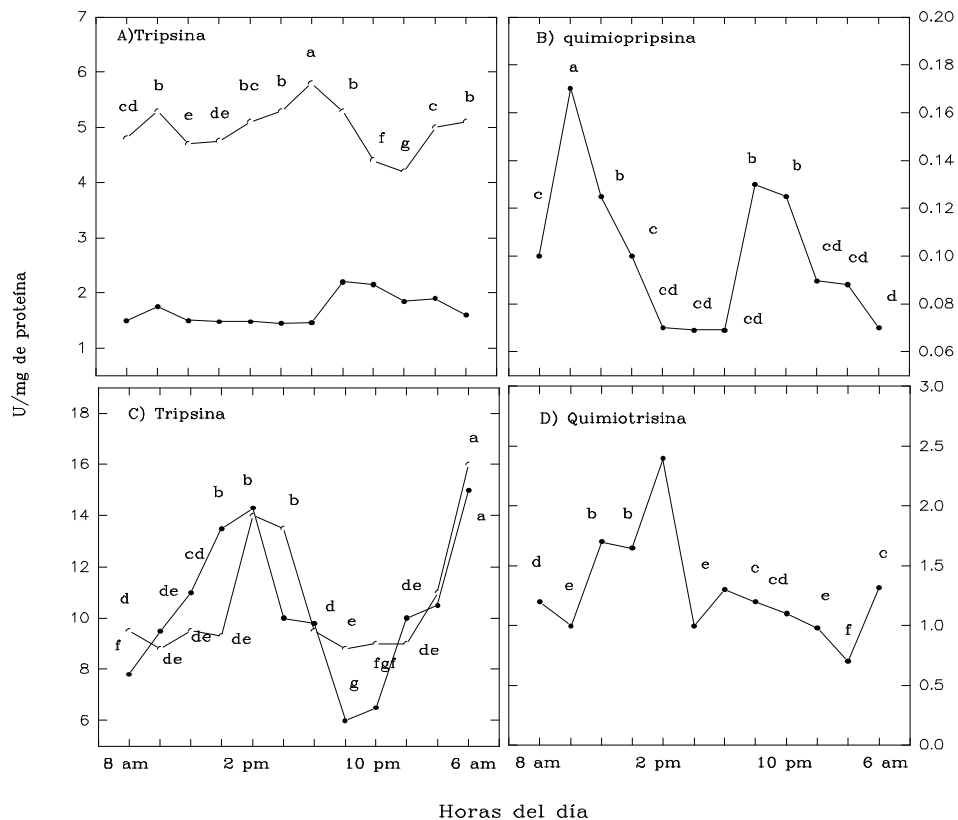 U/mg de proteína
A)Tripsina
7
6
5
4
3
2
1
cd
b
e
de
bc
b
a
b
f
g
c
b
B) quimiopripsina
0.20
0.18
0.16
0.14
0.12
0.10
0.08
0.06
c
a
b
c
cd
cd
cd
b
b
cd
cd
d
C) Tripsina
18
16
14
12
10
8
6
d
f
de
de
cd
de
b
de
b
b
d
e
g
fgf
de
de
a
a
8 am
2 pm
10 pm
6 am
D) Quimiotrisina
3.0
2.5
2.0
1.5
1.0
0.5
0.0
d
e
b
b
e
c
cd
e
f
c
8 am
2 pm
10 pm
6 am
Horas del día